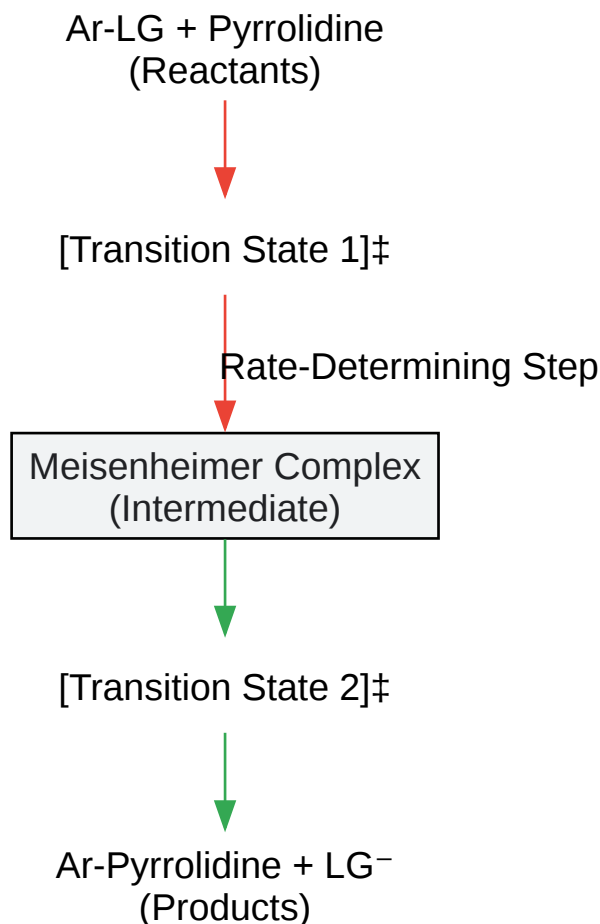 Ar-LG + Pyrrolidine
(Reactants)
[Transition State 1]‡
Rate-Determining Step
Meisenheimer Complex
(Intermediate)
[Transition State 2]‡
Ar-Pyrrolidine + LG⁻
(Products)